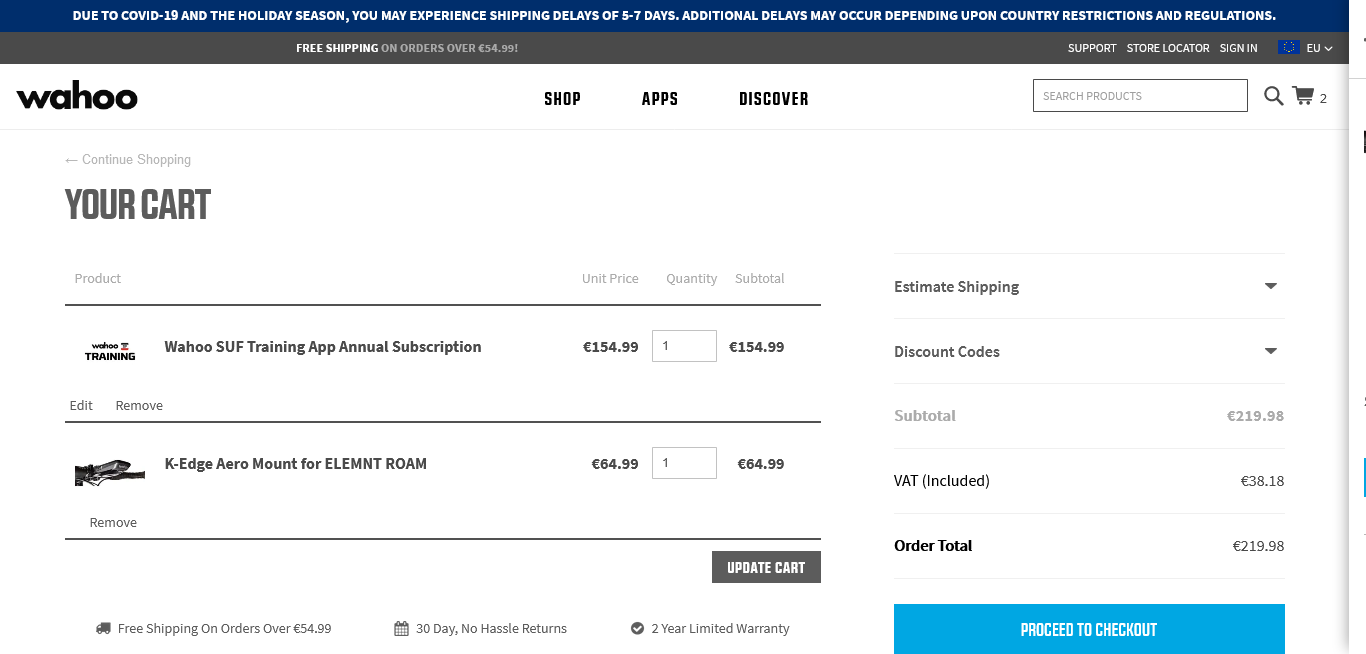 DUE TO COVID-19 AND THE HOLIDAY SEASON, YOU MAY EXPERIENCE SHIPPING DELAYS OF 5-7 DAYS. ADDITIONAL DELAYS MAY OCCUR DEPENDING UPON COUNTRY RESTRICTIONS AND REGULATIONS.
FREE SHIPPING ON ORDERS OVER €54.99! SUPPORT STORE LOCATOR SIGN IN EU
wahoo SHOP APPS DISCOVER SEARCH PRODUCTS 2
← Continue Shopping
YOUR CART
Product Unit Price Quantity Subtotal
wahoo TRAINING Wahoo SUF Training App Annual Subscription €154.99 1 €154.99
Edit Remove
K-Edge Aero Mount for ELEMNT ROAM €64.99 1 €64.99
Remove
UPDATE CART
Free Shipping On Orders Over €54.99 30 Day, No Hassle Returns 2 Year Limited Warranty
Estimate Shipping
Discount Codes
Subtotal €219.98
VAT (Included) €38.18
Order Total €219.98
PROCEED TO CHECKOUT